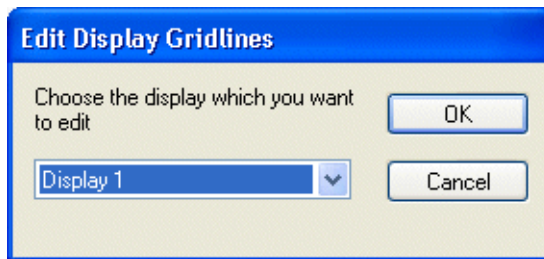 Edit Display Gridlines
Choose the display which you want
to edit
OK
Display 1
Cancel